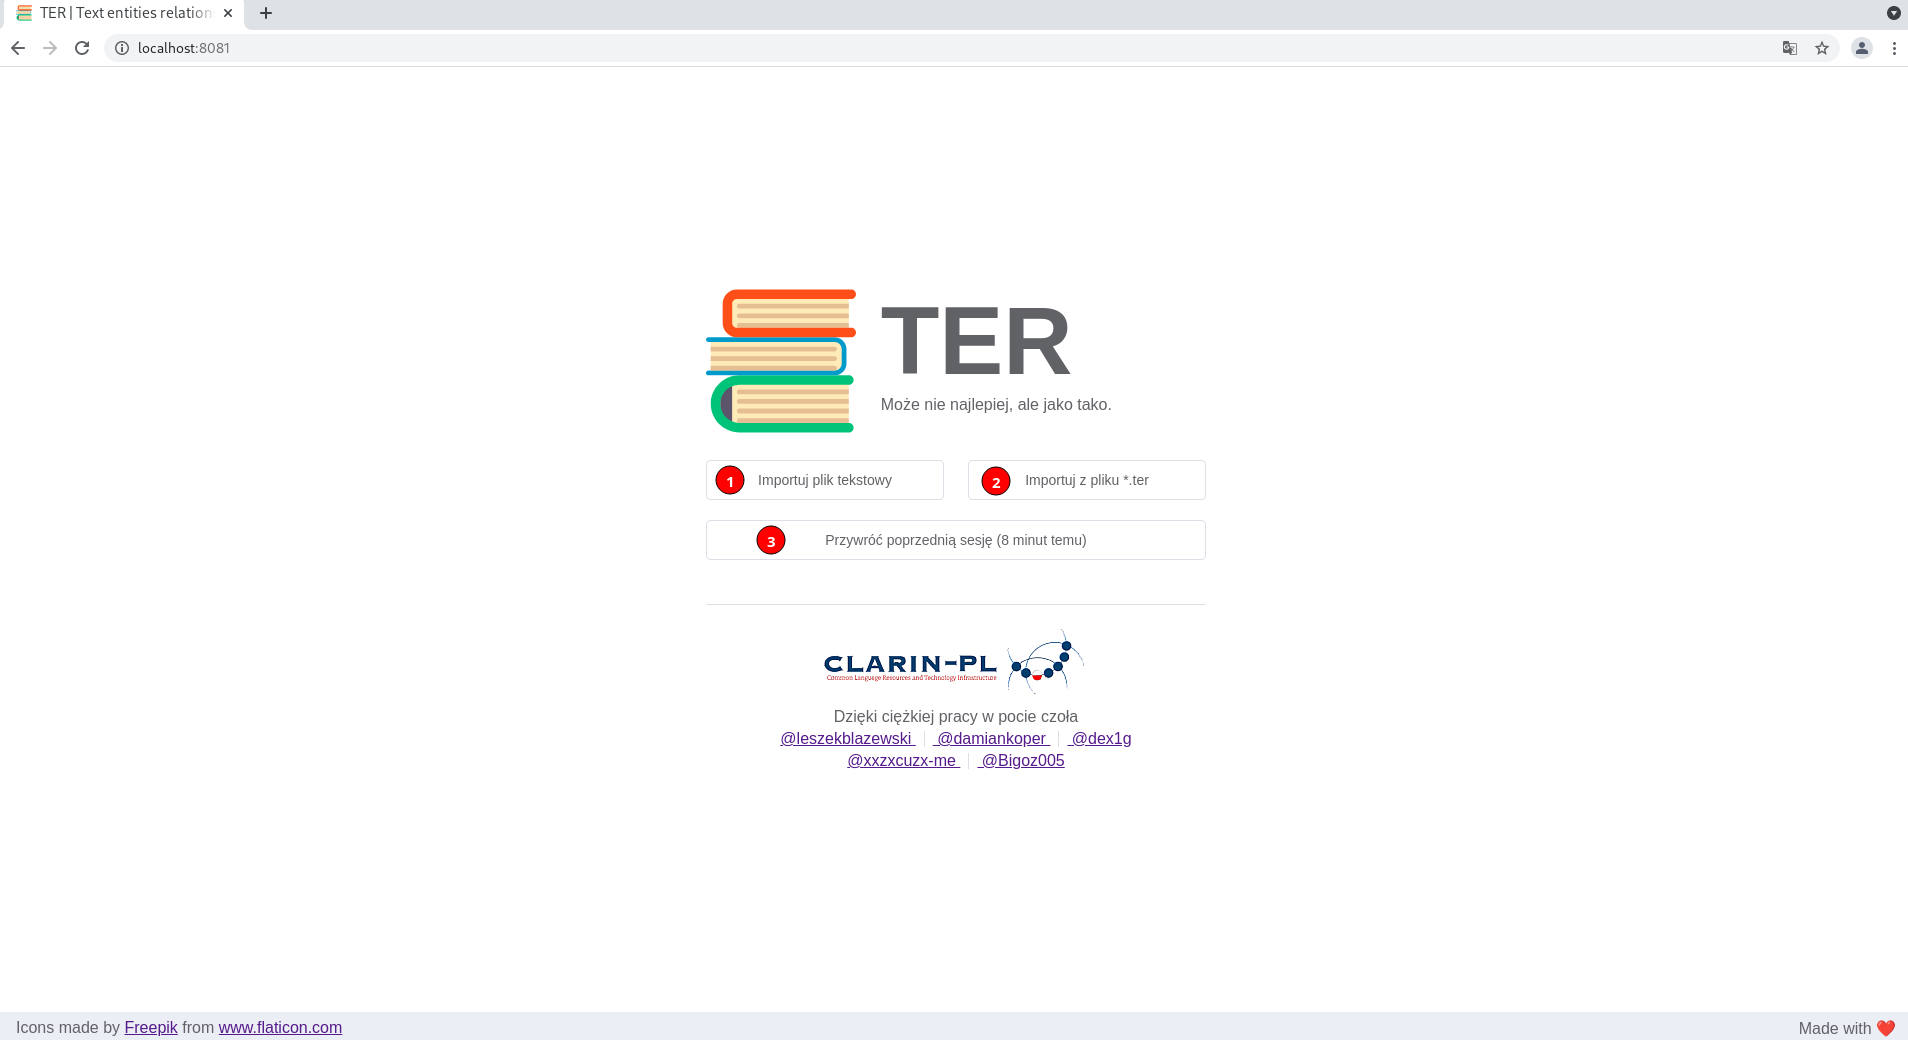 TER | Text entities relation
localhost:8081
TER
Może nie najlepiej, ale jako tako.
1 Importuj plik tekstowy
2 Importuj z pliku *.ter
3 Przywróć poprzednią sesję (8 minut temu)
CLARIN-PL
Common Language Resources and Technology Infrastructure
Dzięki ciężkiej pracy w pocie czoła
@leszekblazewski @damiankoper @dex1g
@xxzxcuzx-me @Bigoz005
Icons made by Freepik from www.flaticon.com
Made with ❤️